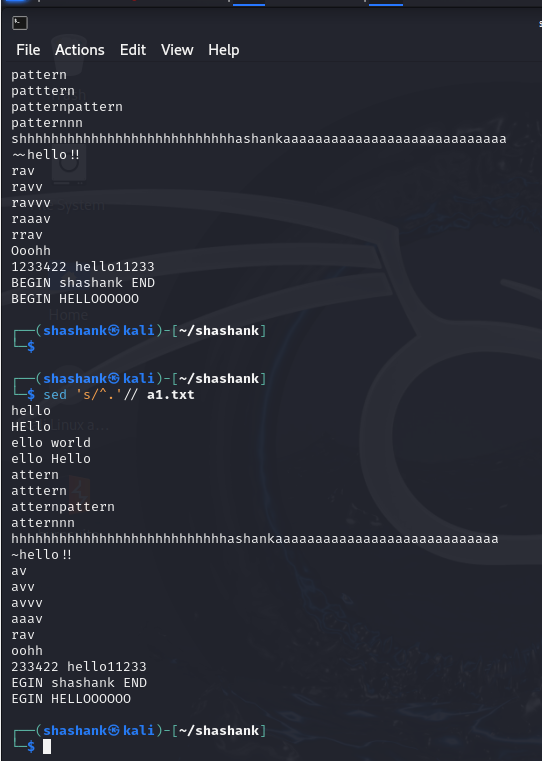 File Actions Edit View Help
pattern
patttern
patternpattern
patternnn
shhhhhhhhhhhhhhhhhhhhhhhhhhhashankaaaaaaaaaaaaaaaaaaaaaaaaaaaa
~~hello!!
rav
ravv
ravvv
raaav
rrav
Ooohh
1233422 hello11233
BEGIN shashank END
BEGIN HELLOOOOOO
┌──(shashank㉿kali)-[~/shashank]
└─$
┌──(shashank㉿kali)-[~/shashank]
└─$ sed 's/^.'// a1.txt
hello
HEllo
ello world
ello Hello
attern
atttern
atternpattern
atternnn
hhhhhhhhhhhhhhhhhhhhhhhhhhhashankaaaaaaaaaaaaaaaaaaaaaaaaaaaa
~hello!!
av
avv
avvv
aaav
rav
oohh
233422 hello11233
EGIN shashank END
EGIN HELLOOOOOO
┌──(shashank㉿kali)-[~/shashank]
└─$